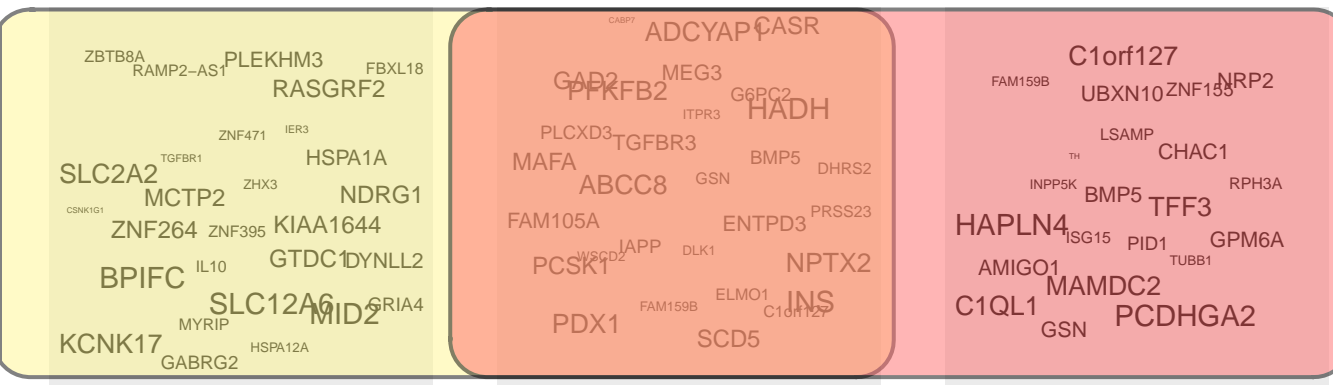 ZBTB8A
RAMP2−AS1
PLEKHM3
FBXL18
RASGRF2
ZNF471
IER3
TGFBR1
HSPA1A
SLC2A2
MCTP2
ZHX3
NDRG1
CSNK1G1
ZNF264
ZNF395
KIAA1644
BPIFC
IL10
GTDC1
DYNLL2
SLC12A6
MID2
GRIA4
MYRIP
KCNK17
HSPA12A
GABRG2
CABP7
ADCYAP1
CASR
GAD2
PFKFB2
MEG3
G6PC2
ITPR3
HADH
PLCXD3
TGFBR3
MAFA
BMP5
DHRS2
ABCC8
GSN
FAM105A
ENTPD3
PRSS23
IAPP
WSCD2
DLK1
PCSK1
NPTX2
ELMO1
INS
FAM159B
C1orf127
PDX1
SCD5
C1orf127
FAM159B
UBXN10
ZNF155
NRP2
LSAMP
TH
CHAC1
INPP5K
BMP5
RPH3A
TFF3
HAPLN4
ISG15
PID1
GPM6A
TUBB1
AMIGO1
MAMDC2
C1QL1
GSN
PCDHGA2